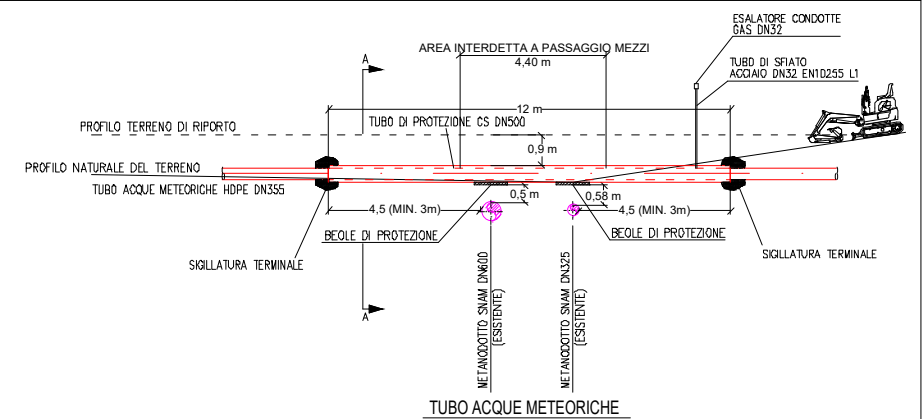 ESALATORE CONDOTTE
GAS DN32
AREA INTERDETTA A PASSAGGIO MEZZI
4,40 m
A
TUBO DI SFIATO
ACCIAIO DN32 EN10255 L1
12 m
PROFILO TERRENO DI RIPORTO
TUBO DI PROTEZIONE CS DN500
0,9 m
PROFILO NATURALE DEL TERRENO
TUBO ACQUE METEORICHE HDPE DN355
0,5 m
0,58 m
4,5 (MIN. 3m)
4,5 (MIN. 3m)
BEOLE DI PROTEZIONE
BEOLE DI PROTEZIONE
SIGILLATURA TERMINALE
SIGILLATURA TERMINALE
METANODOTTO SNAM DN600
(ESISTENTE)
METANODOTTO SNAM DN325
(ESISTENTE)
A
TUBO ACQUE METEORICHE